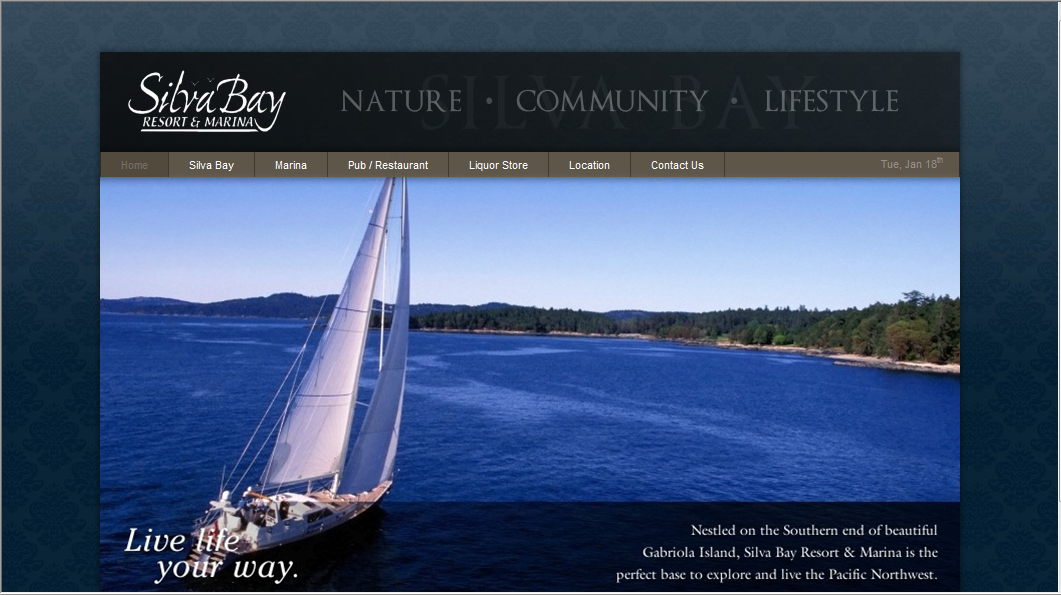 Silva Bay
RESORT & MARINA
SILVA BAY
NATURE • COMMUNITY • LIFESTYLE
Home Silva Bay Marina Pub / Restaurant Liquor Store Location Contact Us Tue, Jan 18th
Live life
your way.
Nestled on the Southern end of beautiful
Gabriola Island, Silva Bay Resort & Marina is the
perfect base to explore and live the Pacific Northwest.